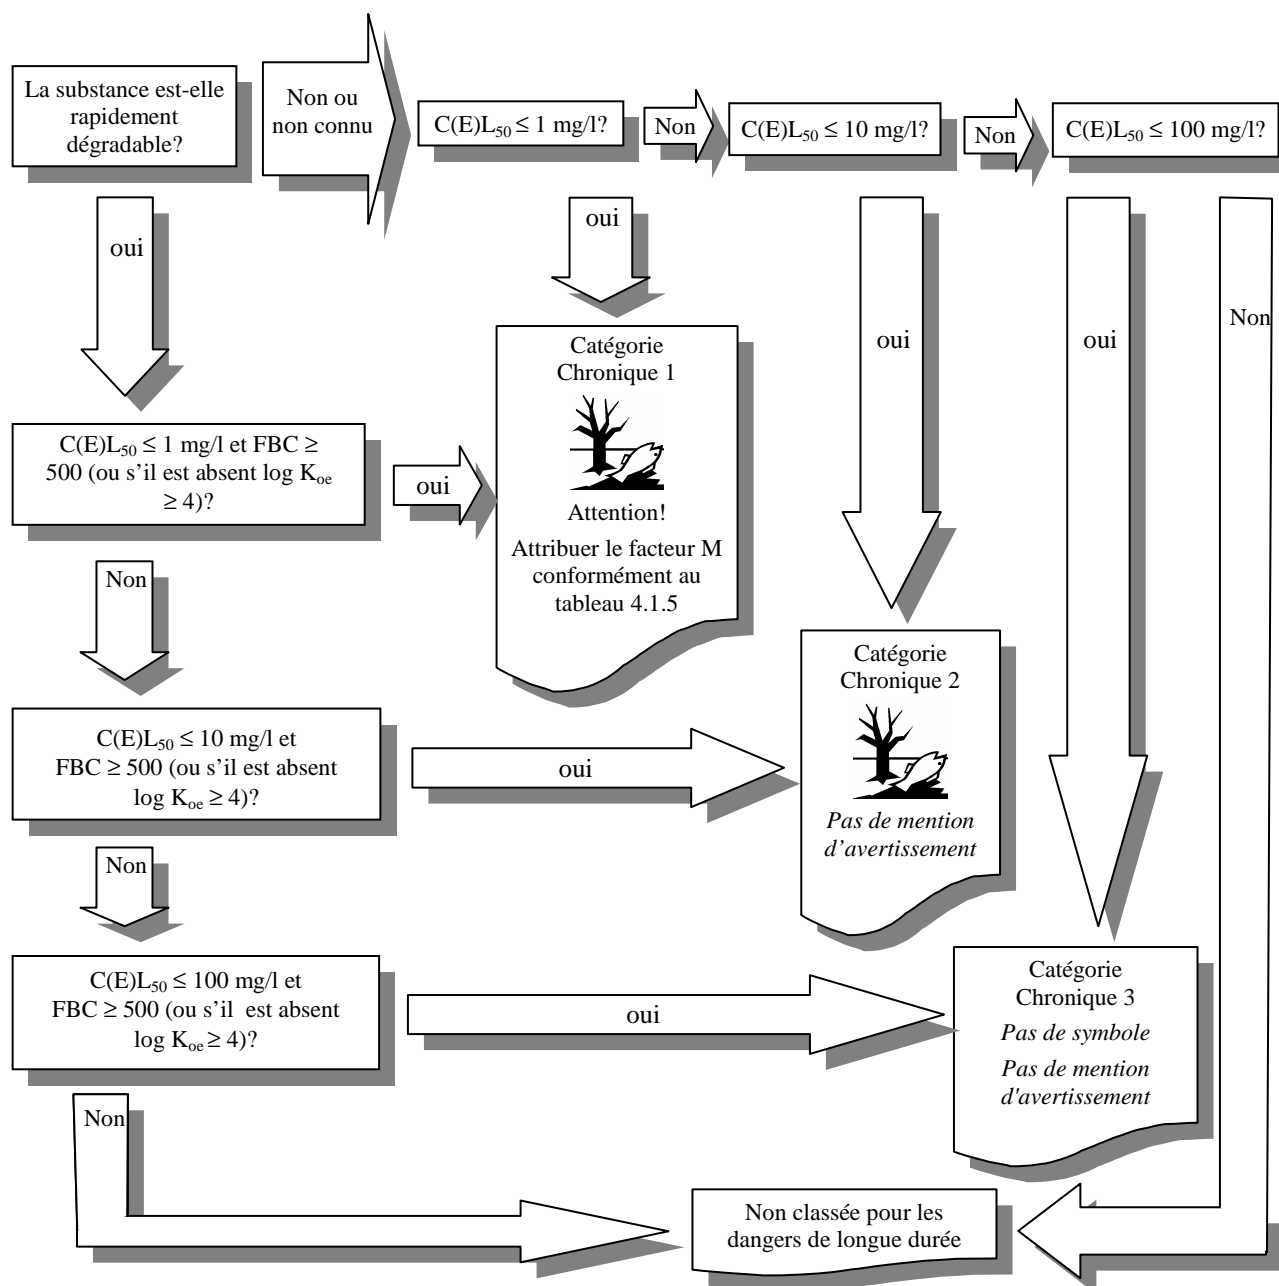 La substance est-elle
rapidement
dégradable?
Non ou
non connu
C(E)L50 ≤ 1 mg/l?
Non
C(E)L50 ≤ 10 mg/l?
Non
C(E)L50 ≤ 100 mg/l?
oui
oui
oui
oui
Non
Catégorie
Chronique 1
Attention!
Attribuer le facteur M
conformément au
tableau 4.1.5
C(E)L50 ≤ 1 mg/l et FBC ≥
500 (ou s’il est absent log Koe
≥ 4)?
oui
Non
Catégorie
Chronique 2
Pas de mention
d’avertissement
C(E)L50 ≤ 10 mg/l et
FBC ≥ 500 (ou s’il est absent
log Koe ≥ 4)?
oui
Non
C(E)L50 ≤ 100 mg/l et
FBC ≥ 500 (ou s’il est absent
log Koe ≥ 4)?
oui
Catégorie
Chronique 3
Pas de symbole
Pas de mention
d'avertissement
Non
Non classée pour les
dangers de longue durée